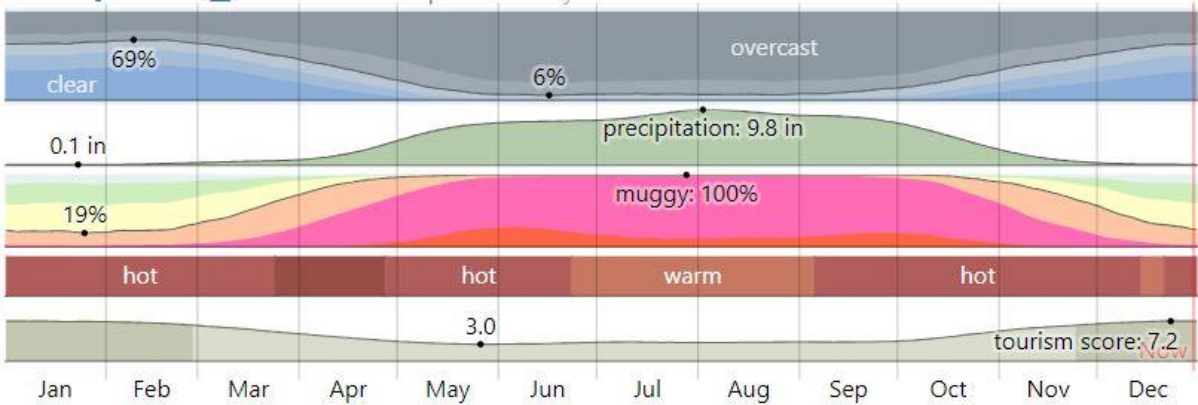 overcast
69%
clear
6%
precipitation: 9.8 in
0.1 in
muggy: 100%
19%
hot hot warm hot
3.0
tourism score: 7.2
Now
Jan Feb Mar Apr May Jun Jul Aug Sep Oct Nov Dec